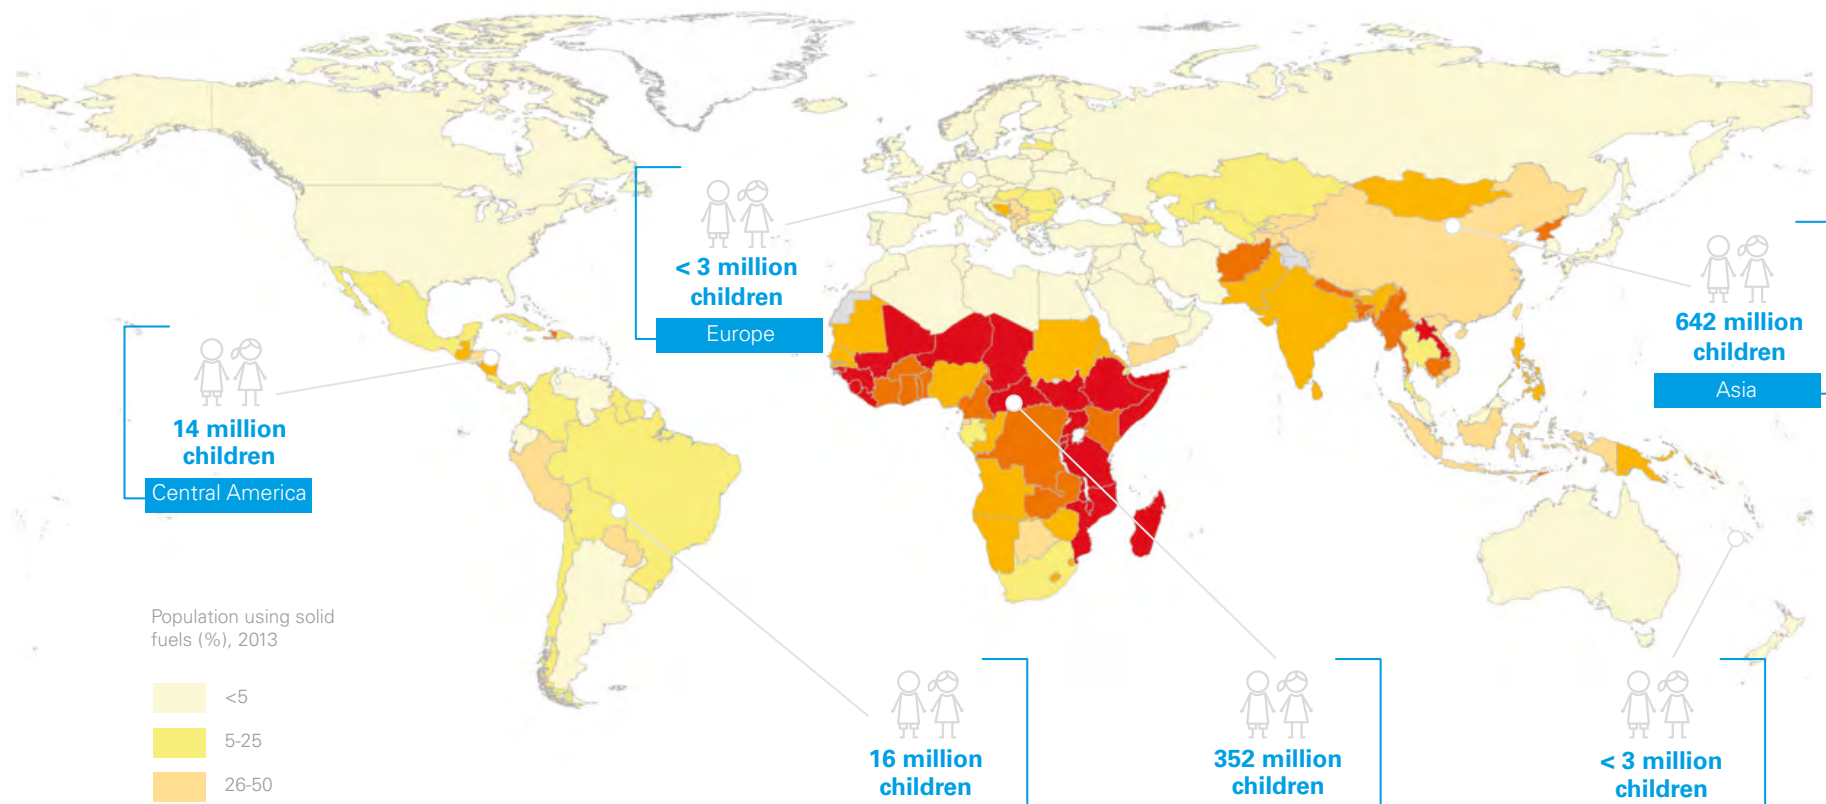 < 3 million
children
Europe
642 million
children
Asia
14 million
children
Central America
Population using solid
fuels (%), 2013
<5
5-25
26-50
16 million
children
352 million
children
< 3 million
children